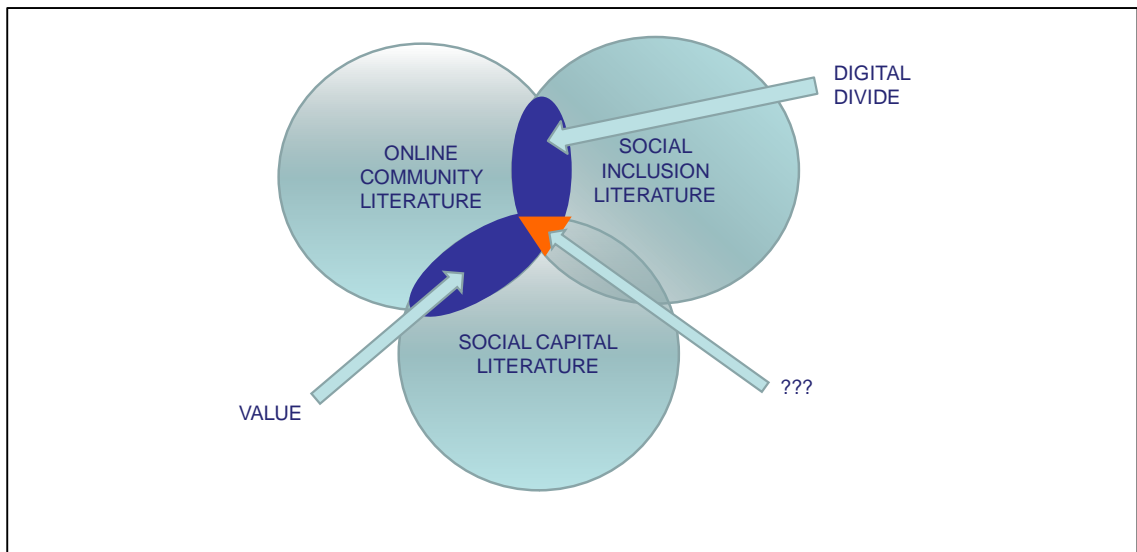 DIGITAL
DIVIDE
ONLINE
COMMUNITY
LITERATURE
SOCIAL
INCLUSION
LITERATURE
SOCIAL CAPITAL
LITERATURE
VALUE
???